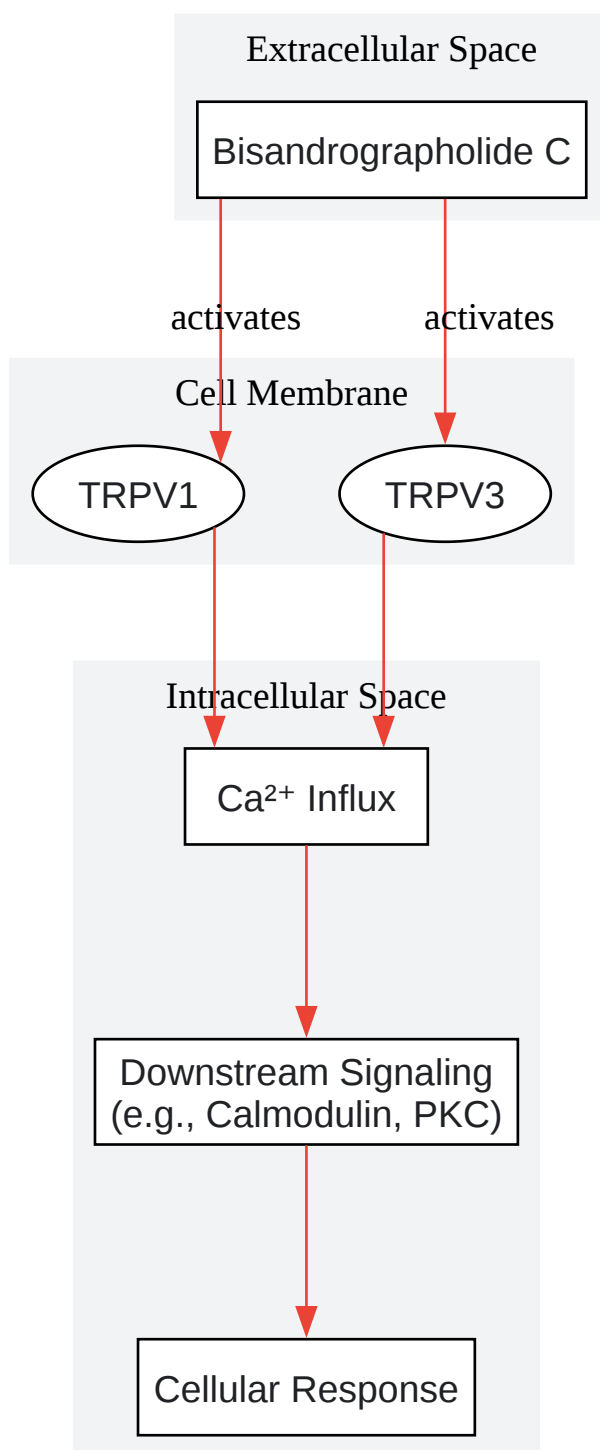 Extracellular Space
Bisandrographolide C
activates
activates
Cell Membrane
TRPV1
TRPV3
Intracellular Space
Ca²⁺ Influx
Downstream Signaling
(e.g., Calmodulin, PKC)
Cellular Response